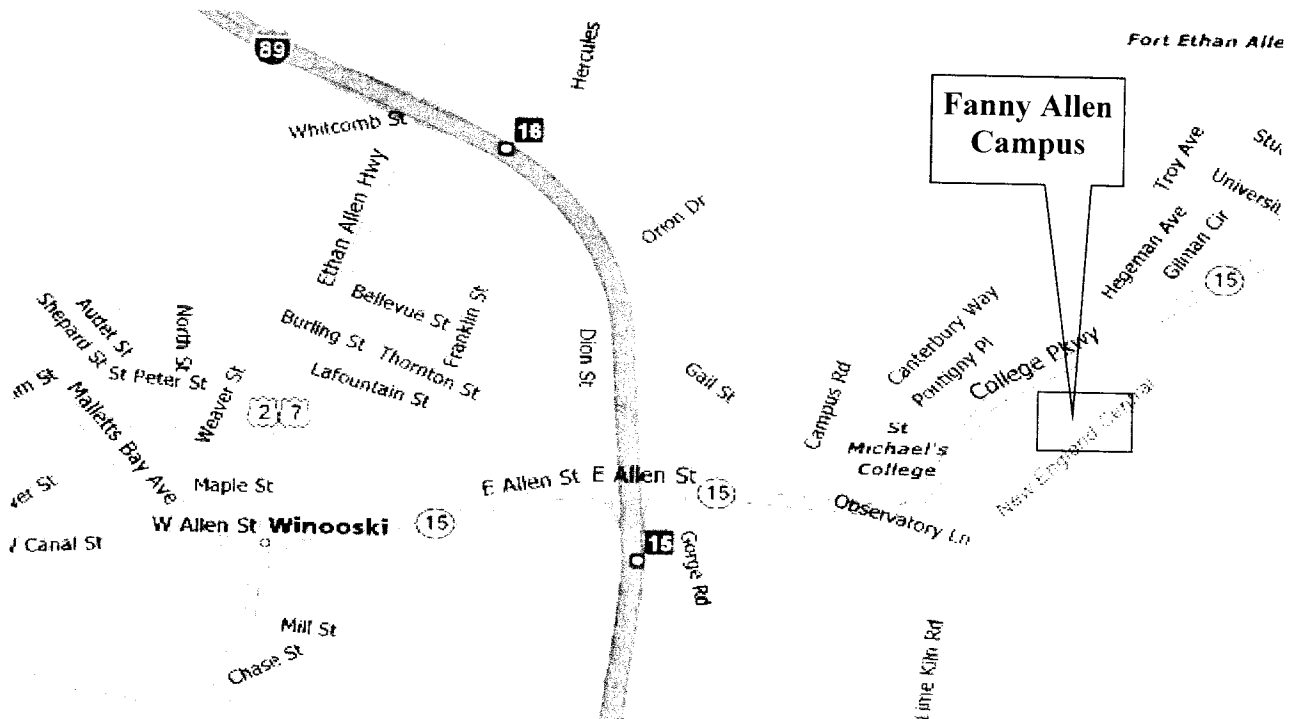 Fort Ethan Alle
Hercules
89
Fanny Allen
Campus
18
Whitcomb St
Troy Ave
Ethan Allen Hwy
Orion Dr
Hegeman Ave
Gilman Cir
15
Bellevue St
Franklin St
Audet St
Shepard St
North St
Burling St
Thornton St
Dion St
Canterbury Way
Pontigny Pl
College Pkwy
St Peter St
Lafountain St
Gail St
Campus Rd
Weaver St
2
7
Malletts Bay Ave
St
Michael's
College
New England Central
Maple St
E Allen St
E Allen St
15
Observatory Ln
W Allen St
Winooski
15
Canal St
15
Gorge Rd
Mill St
Chase St
Lime Kiln Rd